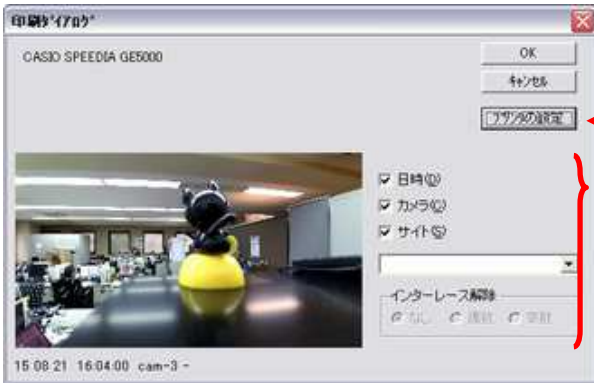 印刷ﾀﾞｲｱﾛｸﾞ
CASIO SPEEDIA GE5000
OK
ｷｬﾝｾﾙ
ﾌﾟﾘﾝﾀの設定
日時(D)
カメラ(C)
サイト(S)
インターレース解除
なし
15 08 21 16:04:00 cam-3 -